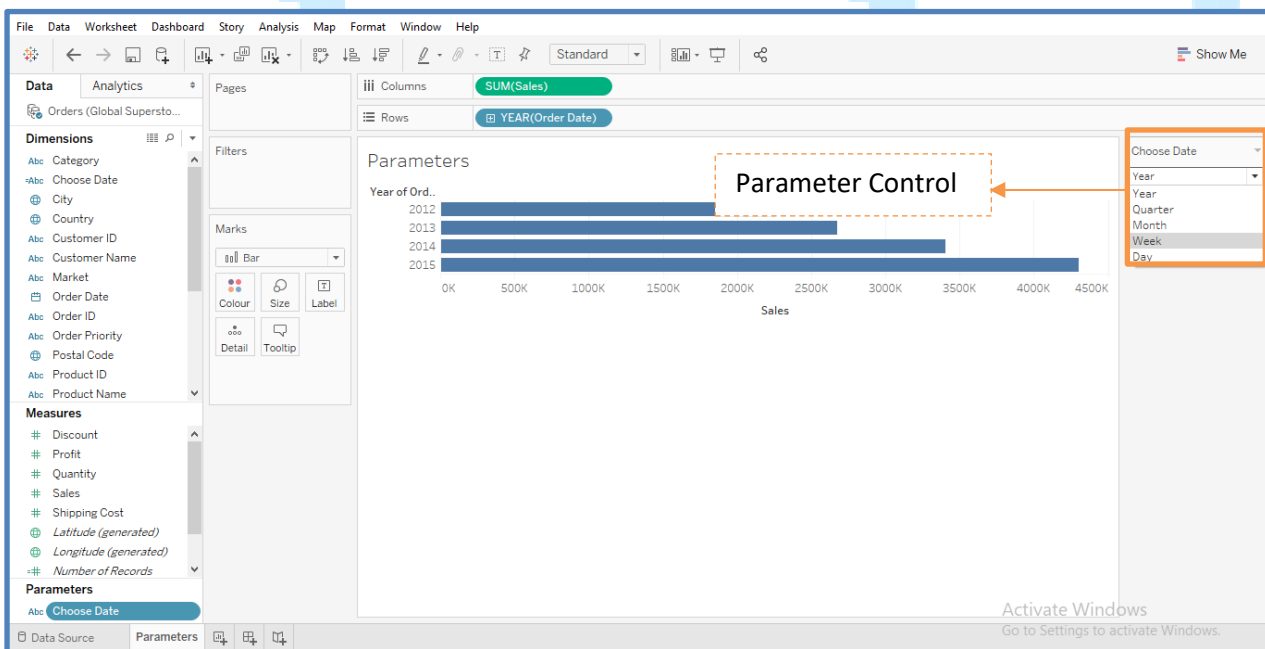 File Data Worksheet Dashboard Story Analysis Map Format Window Help
Standard
Show Me
Data Analytics
Orders (Global Supersto...
Dimensions
Abc Category
=Abc Choose Date
City
Country
Abc Customer ID
Abc Customer Name
Abc Market
Order Date
Abc Order ID
Abc Order Priority
Postal Code
Abc Product ID
Abc Product Name
Measures
# Discount
# Profit
# Quantity
# Sales
# Shipping Cost
Latitude (generated)
Longitude (generated)
=# Number of Records
Parameters
Abc Choose Date
Pages
Filters
Marks
Bar
Colour Size Label
Detail Tooltip
Columns SUM(Sales)
Rows YEAR(Order Date)
Parameters
Year of Ord..
2012
2013
2014
2015
0K 500K 1000K 1500K 2000K 2500K 3000K 3500K 4000K 4500K
Sales
Parameter Control
Choose Date
Year
Year
Quarter
Month
Week
Day
Activate Windows
Go to Settings to activate Windows.
Data Source Parameters